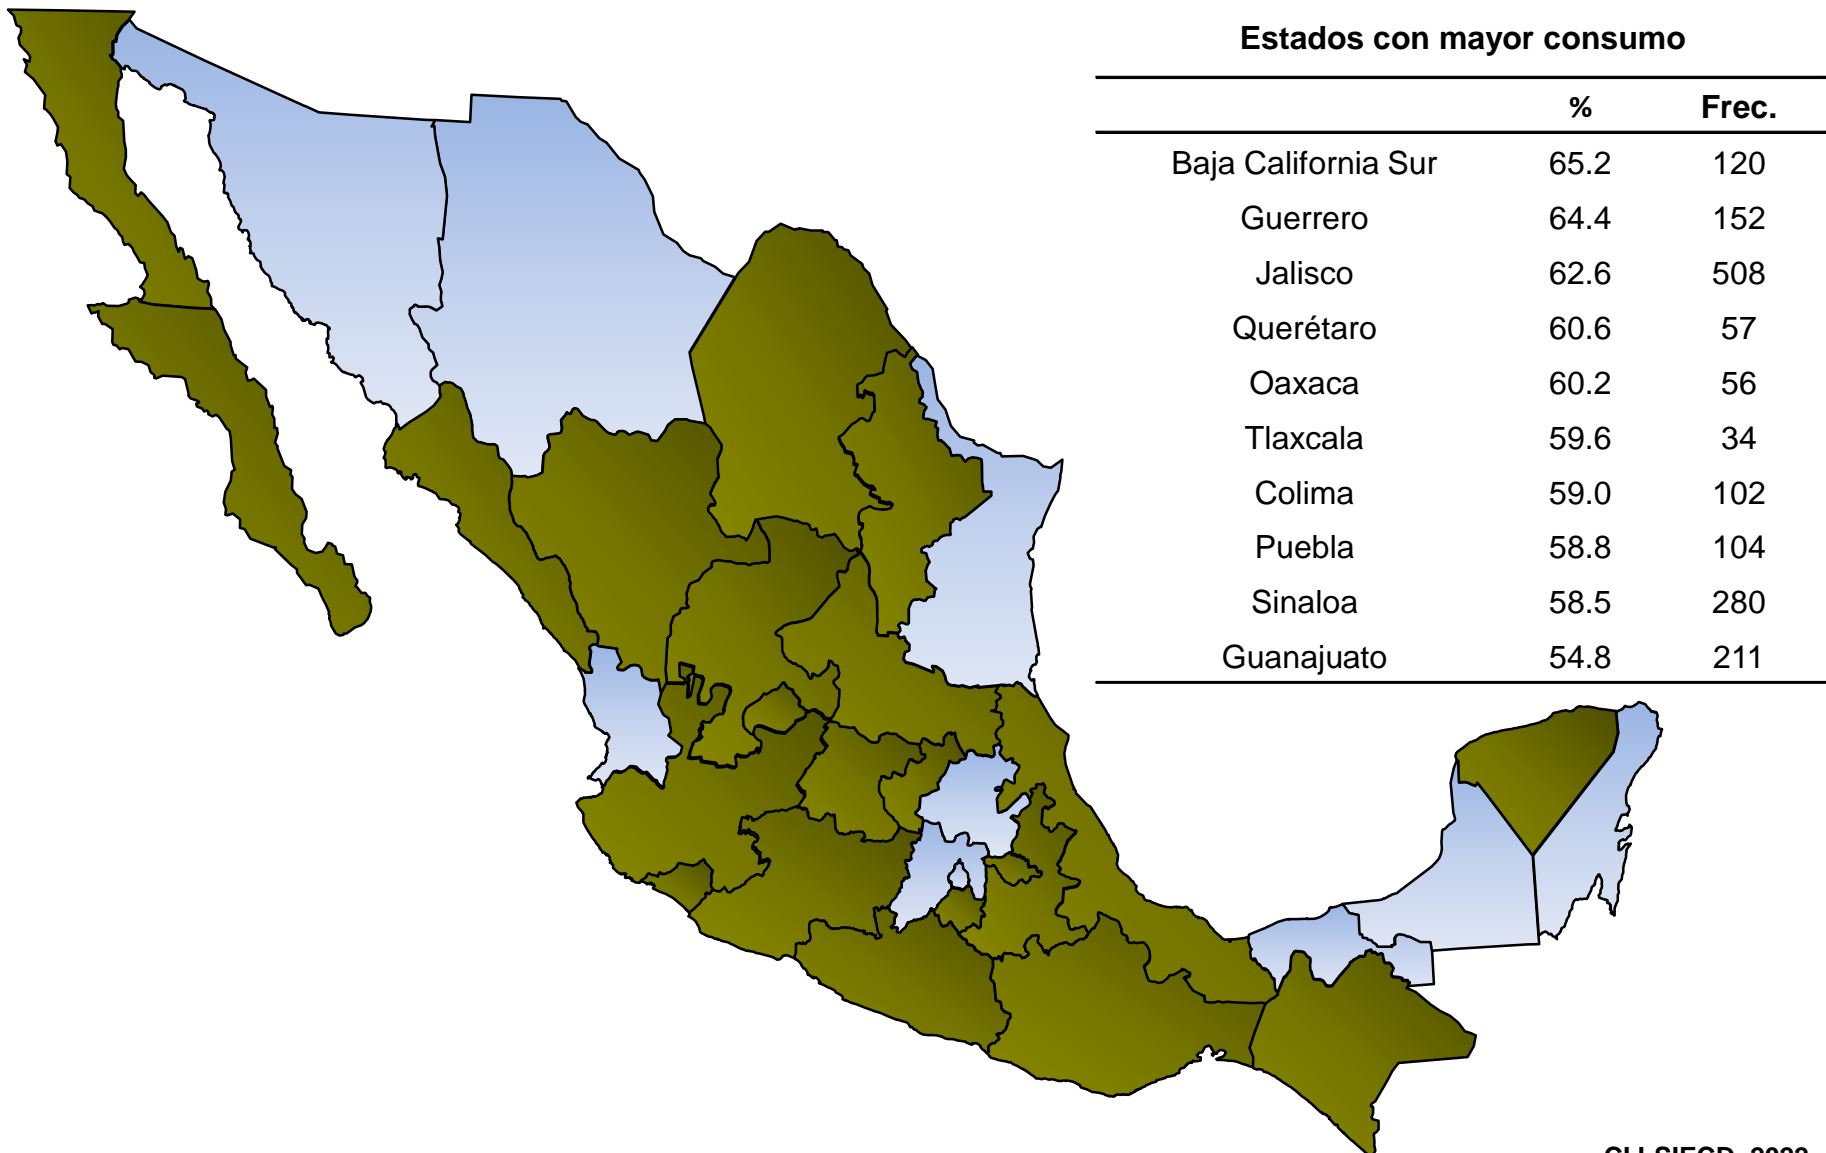 Estados con mayor consumo
% Frec.
Baja California Sur 65.2 120
Guerrero 64.4 152
Jalisco 62.6 508
Querétaro 60.6 57
Oaxaca 60.2 56
Tlaxcala 59.6 34
Colima 59.0 102
Puebla 58.8 104
Sinaloa 58.5 280
Guanajuato 54.8 211